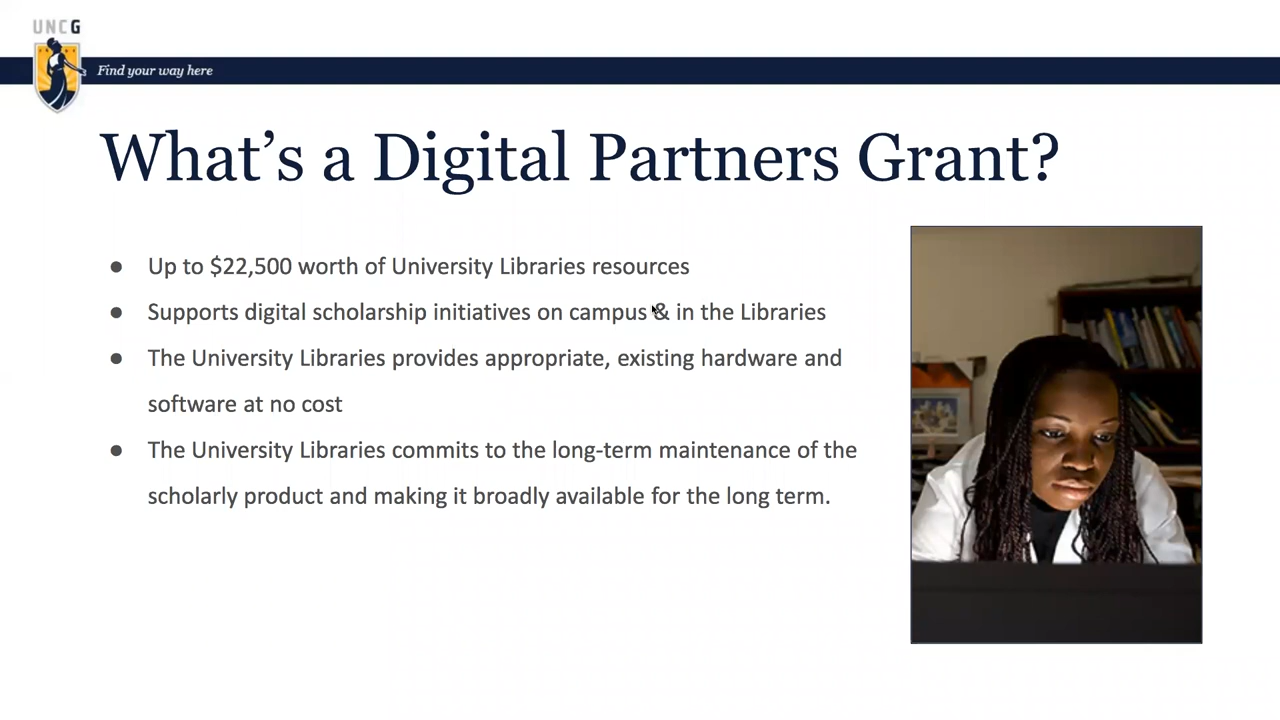 UNCG
Find your way here
What's a Digital Partners Grant?
● Up to $22,500 worth of University Libraries resources
● Supports digital scholarship initiatives on campus & in the Libraries
● The University Libraries provides appropriate, existing hardware and
software at no cost
● The University Libraries commits to the long-term maintenance of the
scholarly product and making it broadly available for the long term.